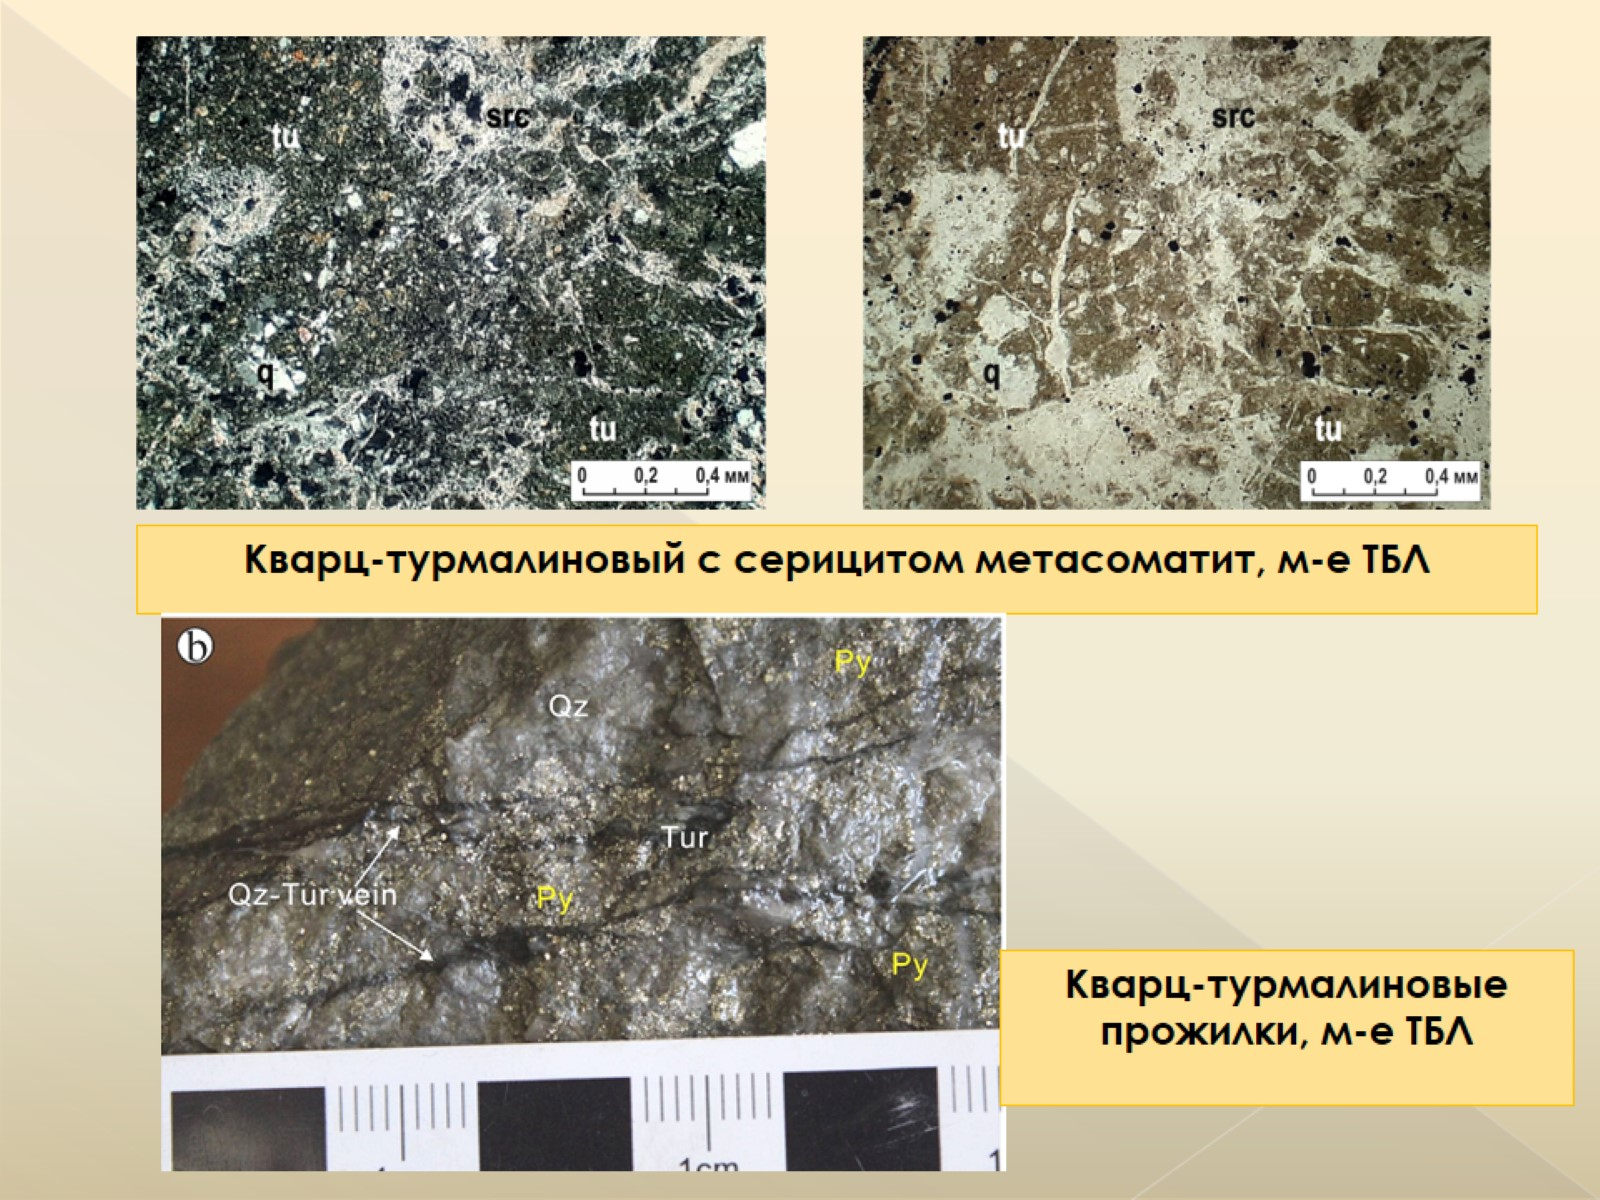 tu
src
q
tu
0 0,2 0,4 мм
tu
src
q
tu
0 0,2 0,4 мм
Кварц-турмалиновый с серицитом метасоматит, м-е ТБЛ
b
Py
Qz
Tur
Qz-Tur vein
Py
Py
Кварц-турмалиновые
прожилки, м-е ТБЛ
1cm